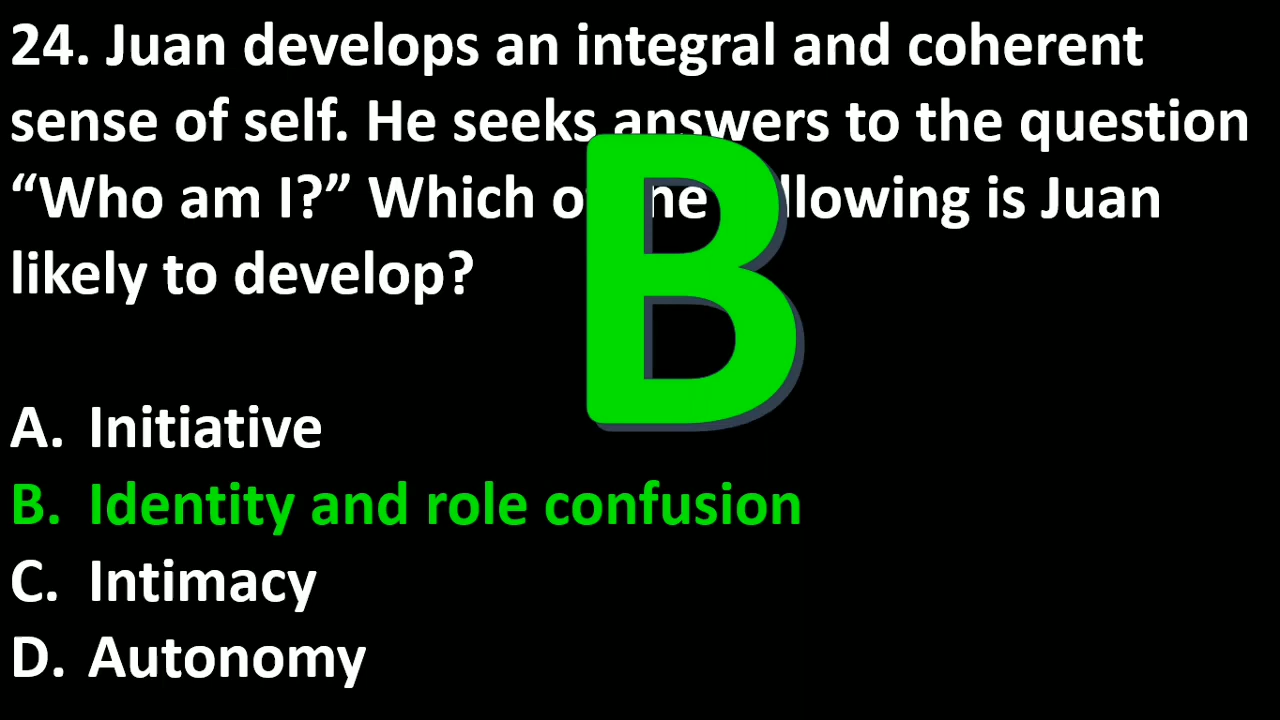 24. Juan develops an integral and coherent
sense of self. He seeks answers to the question
“Who am I?” Which of the following is Juan
likely to develop?
B
A. Initiative
B. Identity and role confusion
C. Intimacy
D. Autonomy